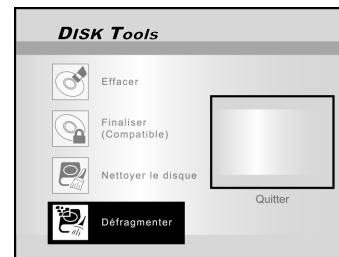 DISK Tools
Effacer
Finaliser
(Compatible)
Nettoyer le disque
Quitter
Défragmenter